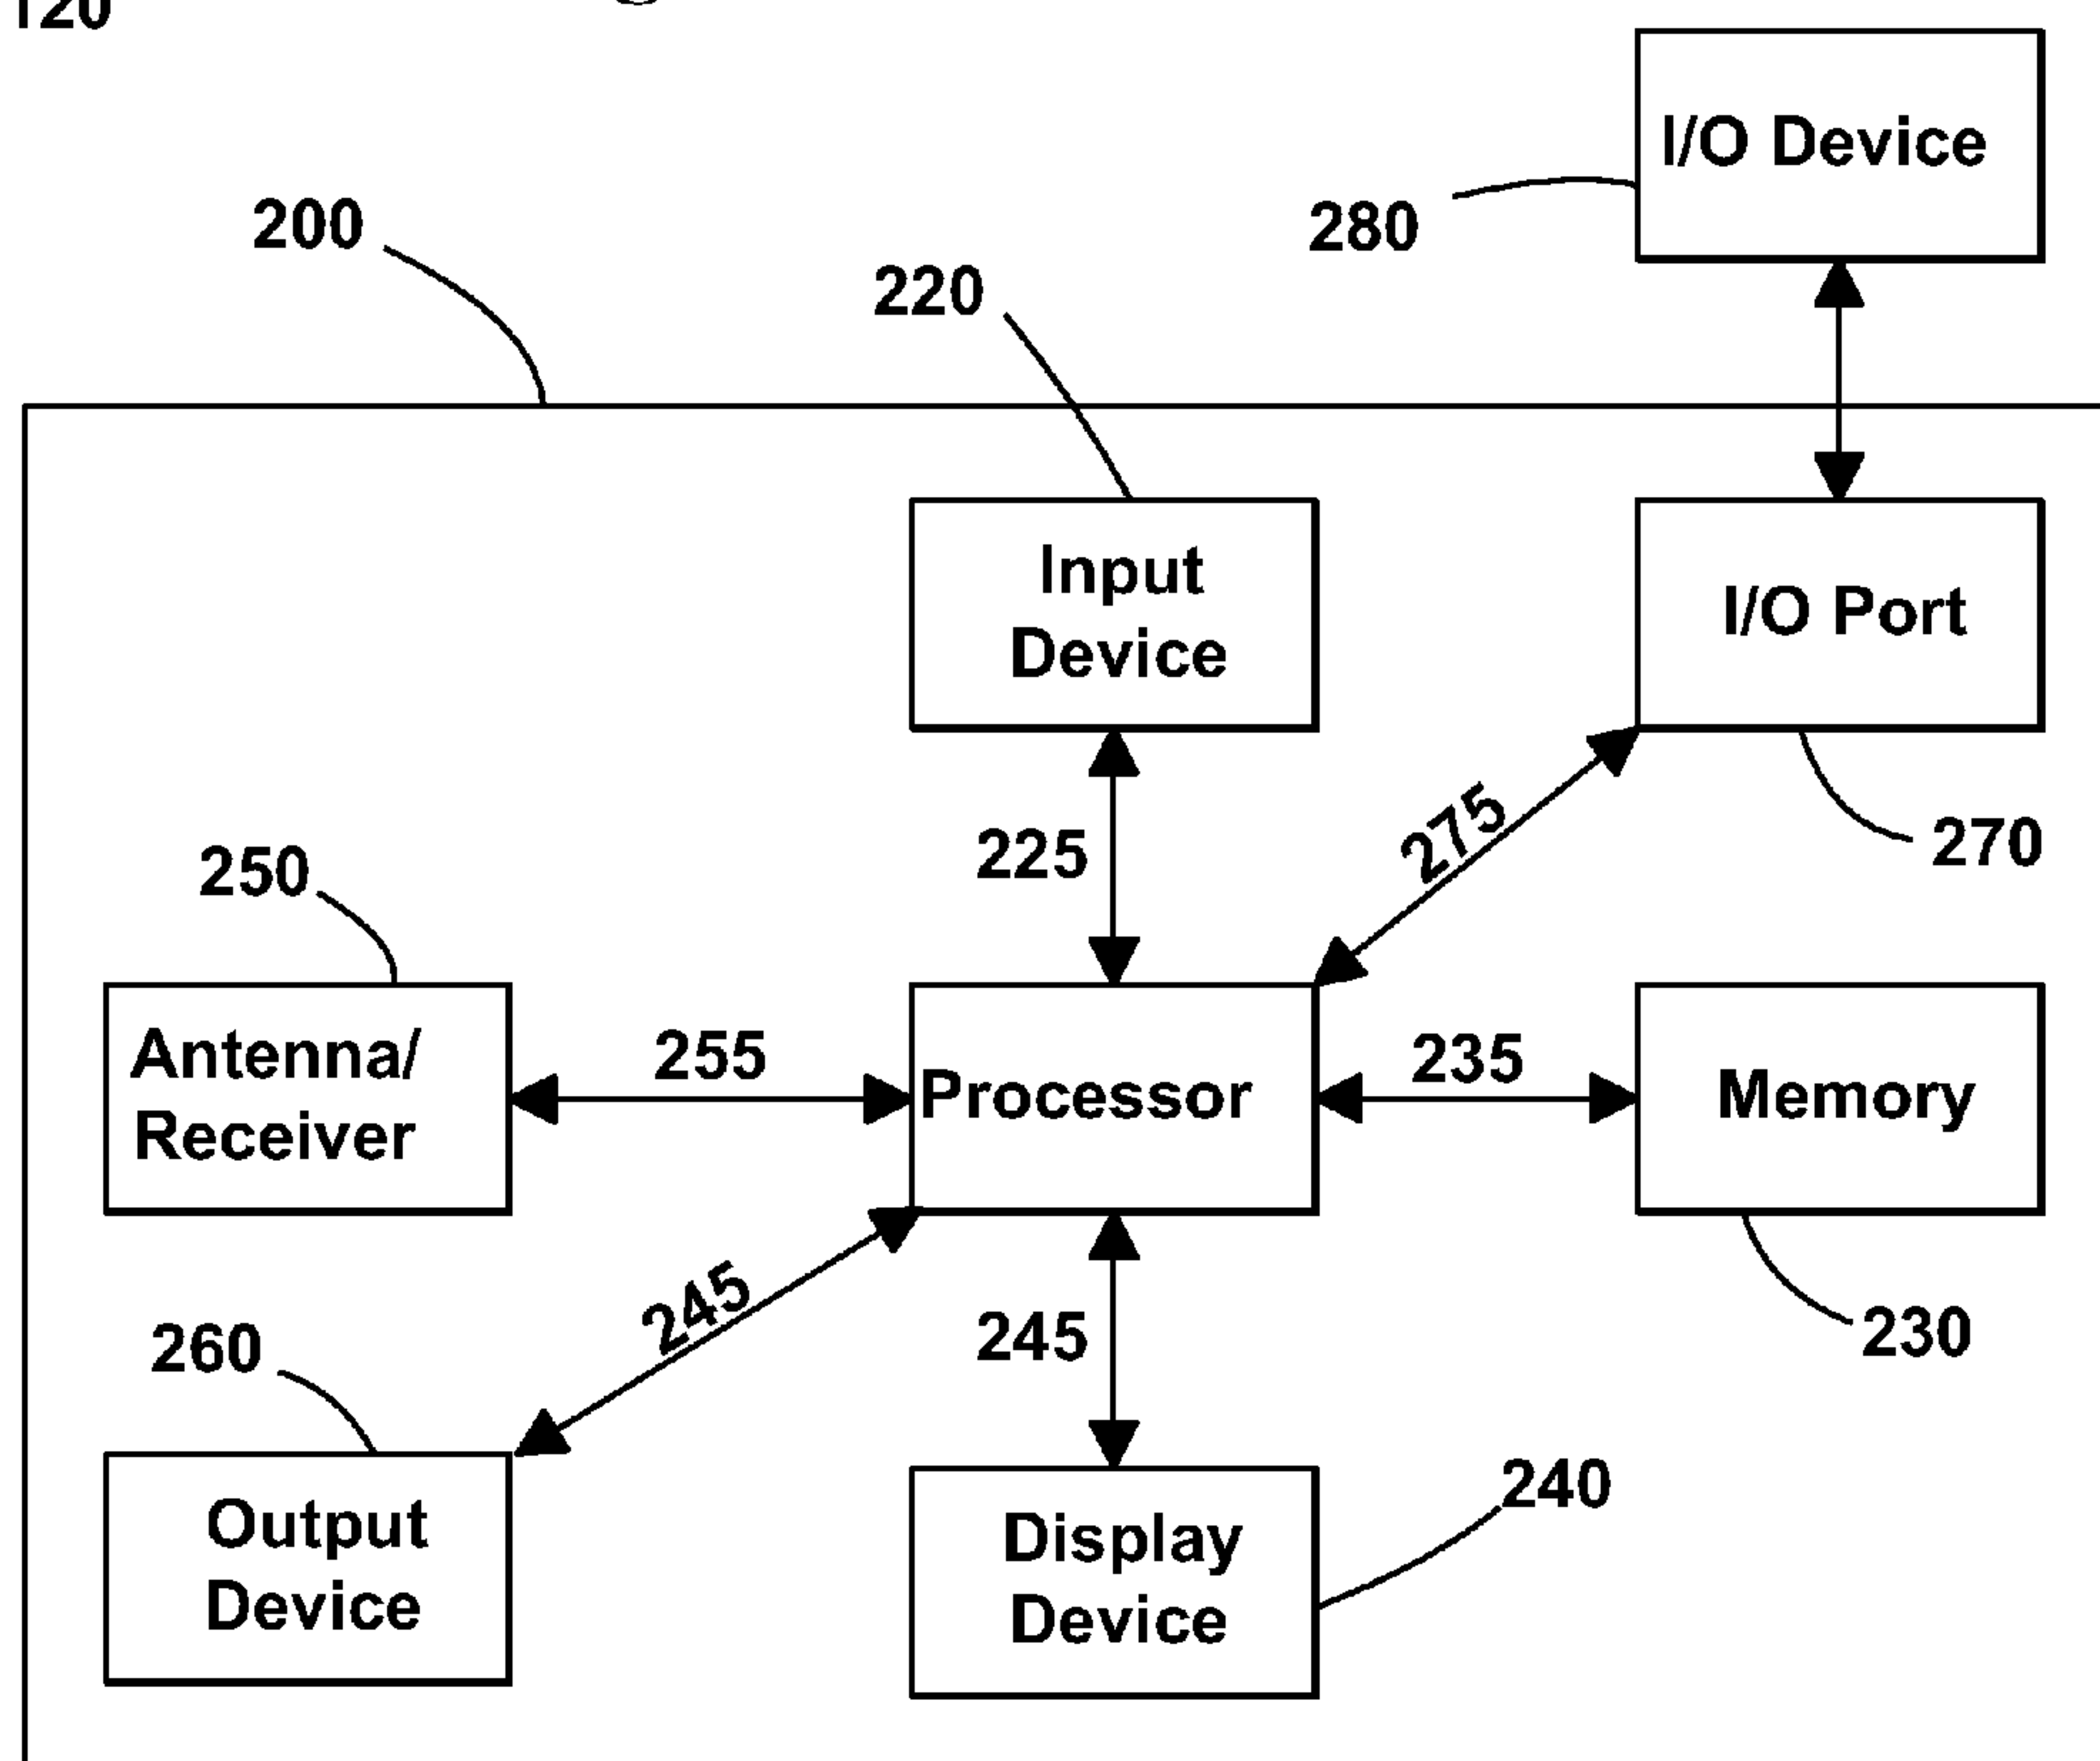 120
I/O Device
200
280
220
Input
Device
I/O Port
225
275
270
250
Antenna/
Receiver
255
Processor
235
Memory
260
245
245
230
240
Output
Device
Display
Device